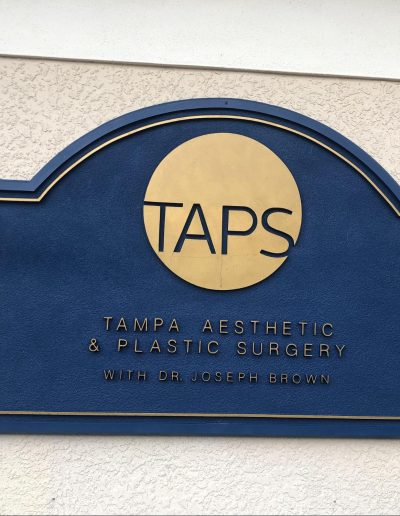 TAPS
TAMPA AESTHETIC
& PLASTIC SURGERY
WITH DR. JOSEPH BROWN